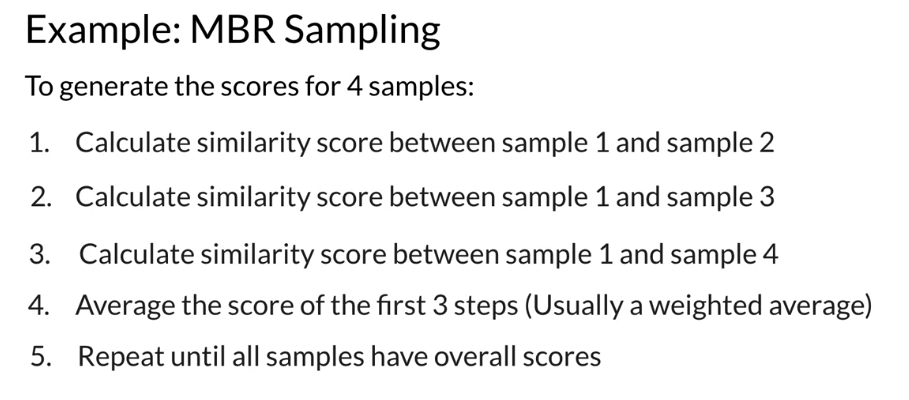 Example: MBR Sampling
To generate the scores for 4 samples:
1. Calculate similarity score between sample 1 and sample 2
2. Calculate similarity score between sample 1 and sample 3
3. Calculate similarity score between sample 1 and sample 4
4. Average the score of the first 3 steps (Usually a weighted average)
5. Repeat until all samples have overall scores